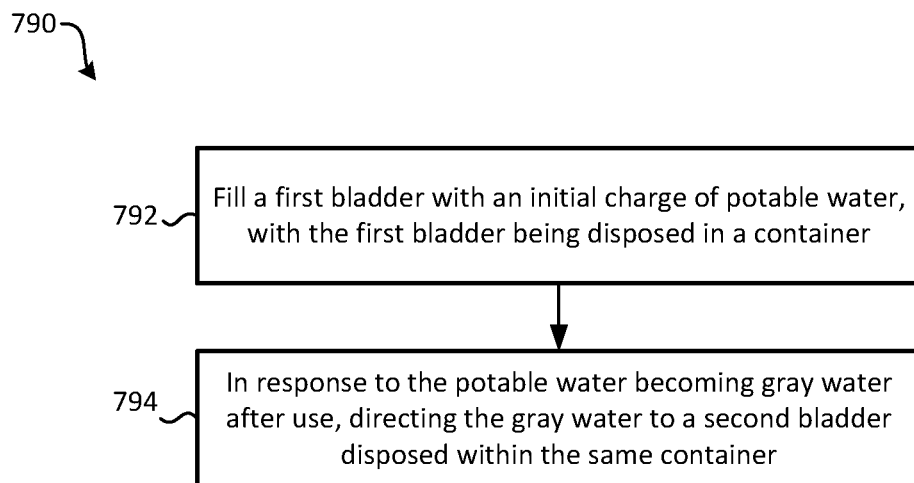 790
792
Fill a first bladder with an initial charge of potable water,
with the first bladder being disposed in a container
794
In response to the potable water becoming gray water
after use, directing the gray water to a second bladder
disposed within the same container